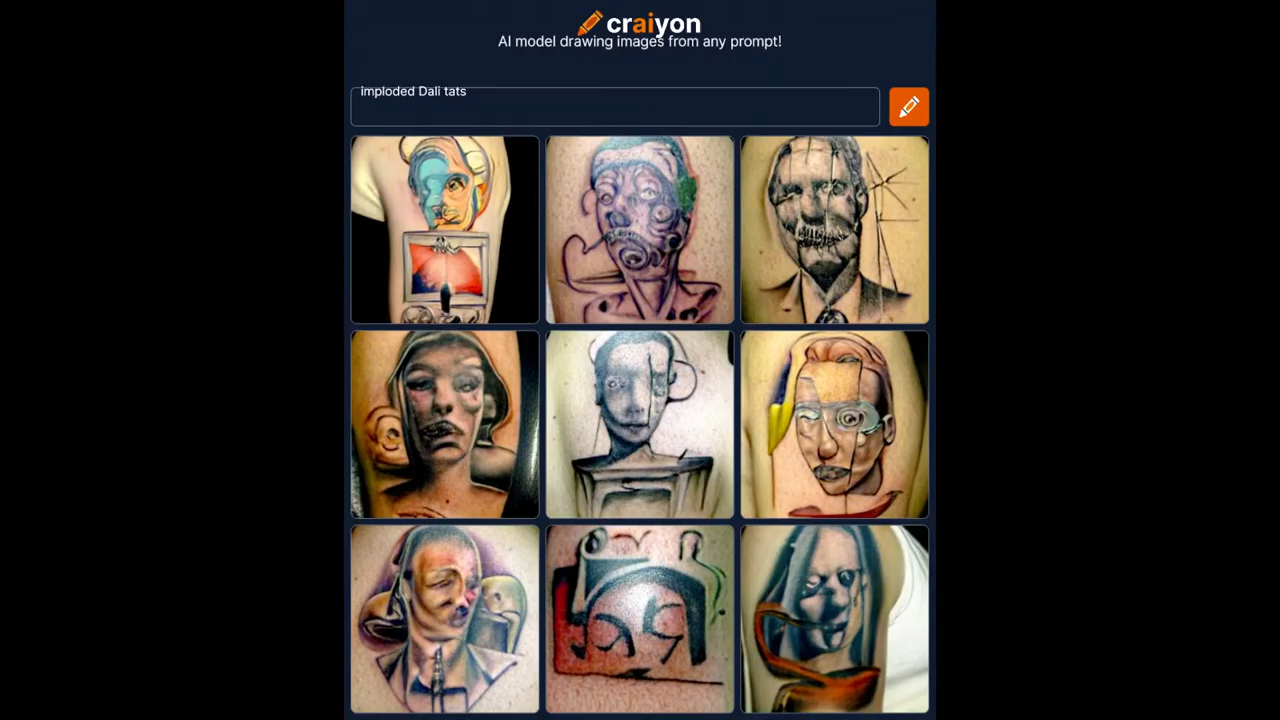 craiyon
AI model drawing images from any prompt!
imploded Dali tats